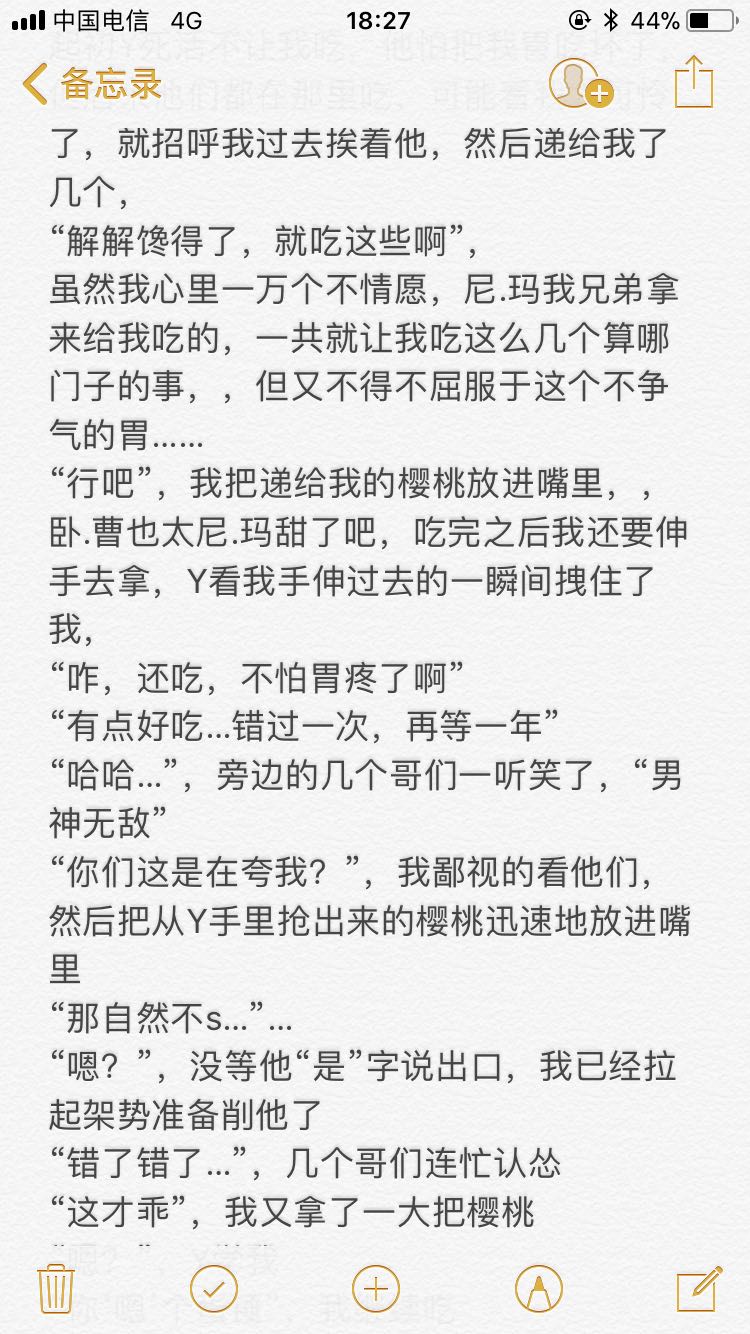 中国电信 4G 18:27 44%
备忘录
了，就招呼我过去挨着他，然后递给我了
几个，
“解解馋得了，就吃这些啊”，
虽然我心里一万个不情愿，尼.玛我兄弟拿
来给我吃的，一共就让我吃这么几个算哪
门子的事，，但又不得不屈服于这个不争
气的胃……
“行吧”，我把递给我的樱桃放进嘴里，，
卧.曹也太尼.玛甜了吧，吃完之后我还要伸
手去拿，Y看我手伸过去的一瞬间拽住了
我，
“咋，还吃，不怕胃疼了啊”
“有点好吃…错过一次，再等一年”
“哈哈…”，旁边的几个哥们一听笑了，“男
神无敌”
“你们这是在夸我？”，我鄙视的看他们，
然后把从Y手里抢出来的樱桃迅速地放进嘴
里
“那自然不s…”…
“嗯？”，没等他“是”字说出口，我已经拉
起架势准备削他了
“错了错了…”，几个哥们连忙认怂
“这才乖”，我又拿了一大把樱桃
“嗯？”，Y学我